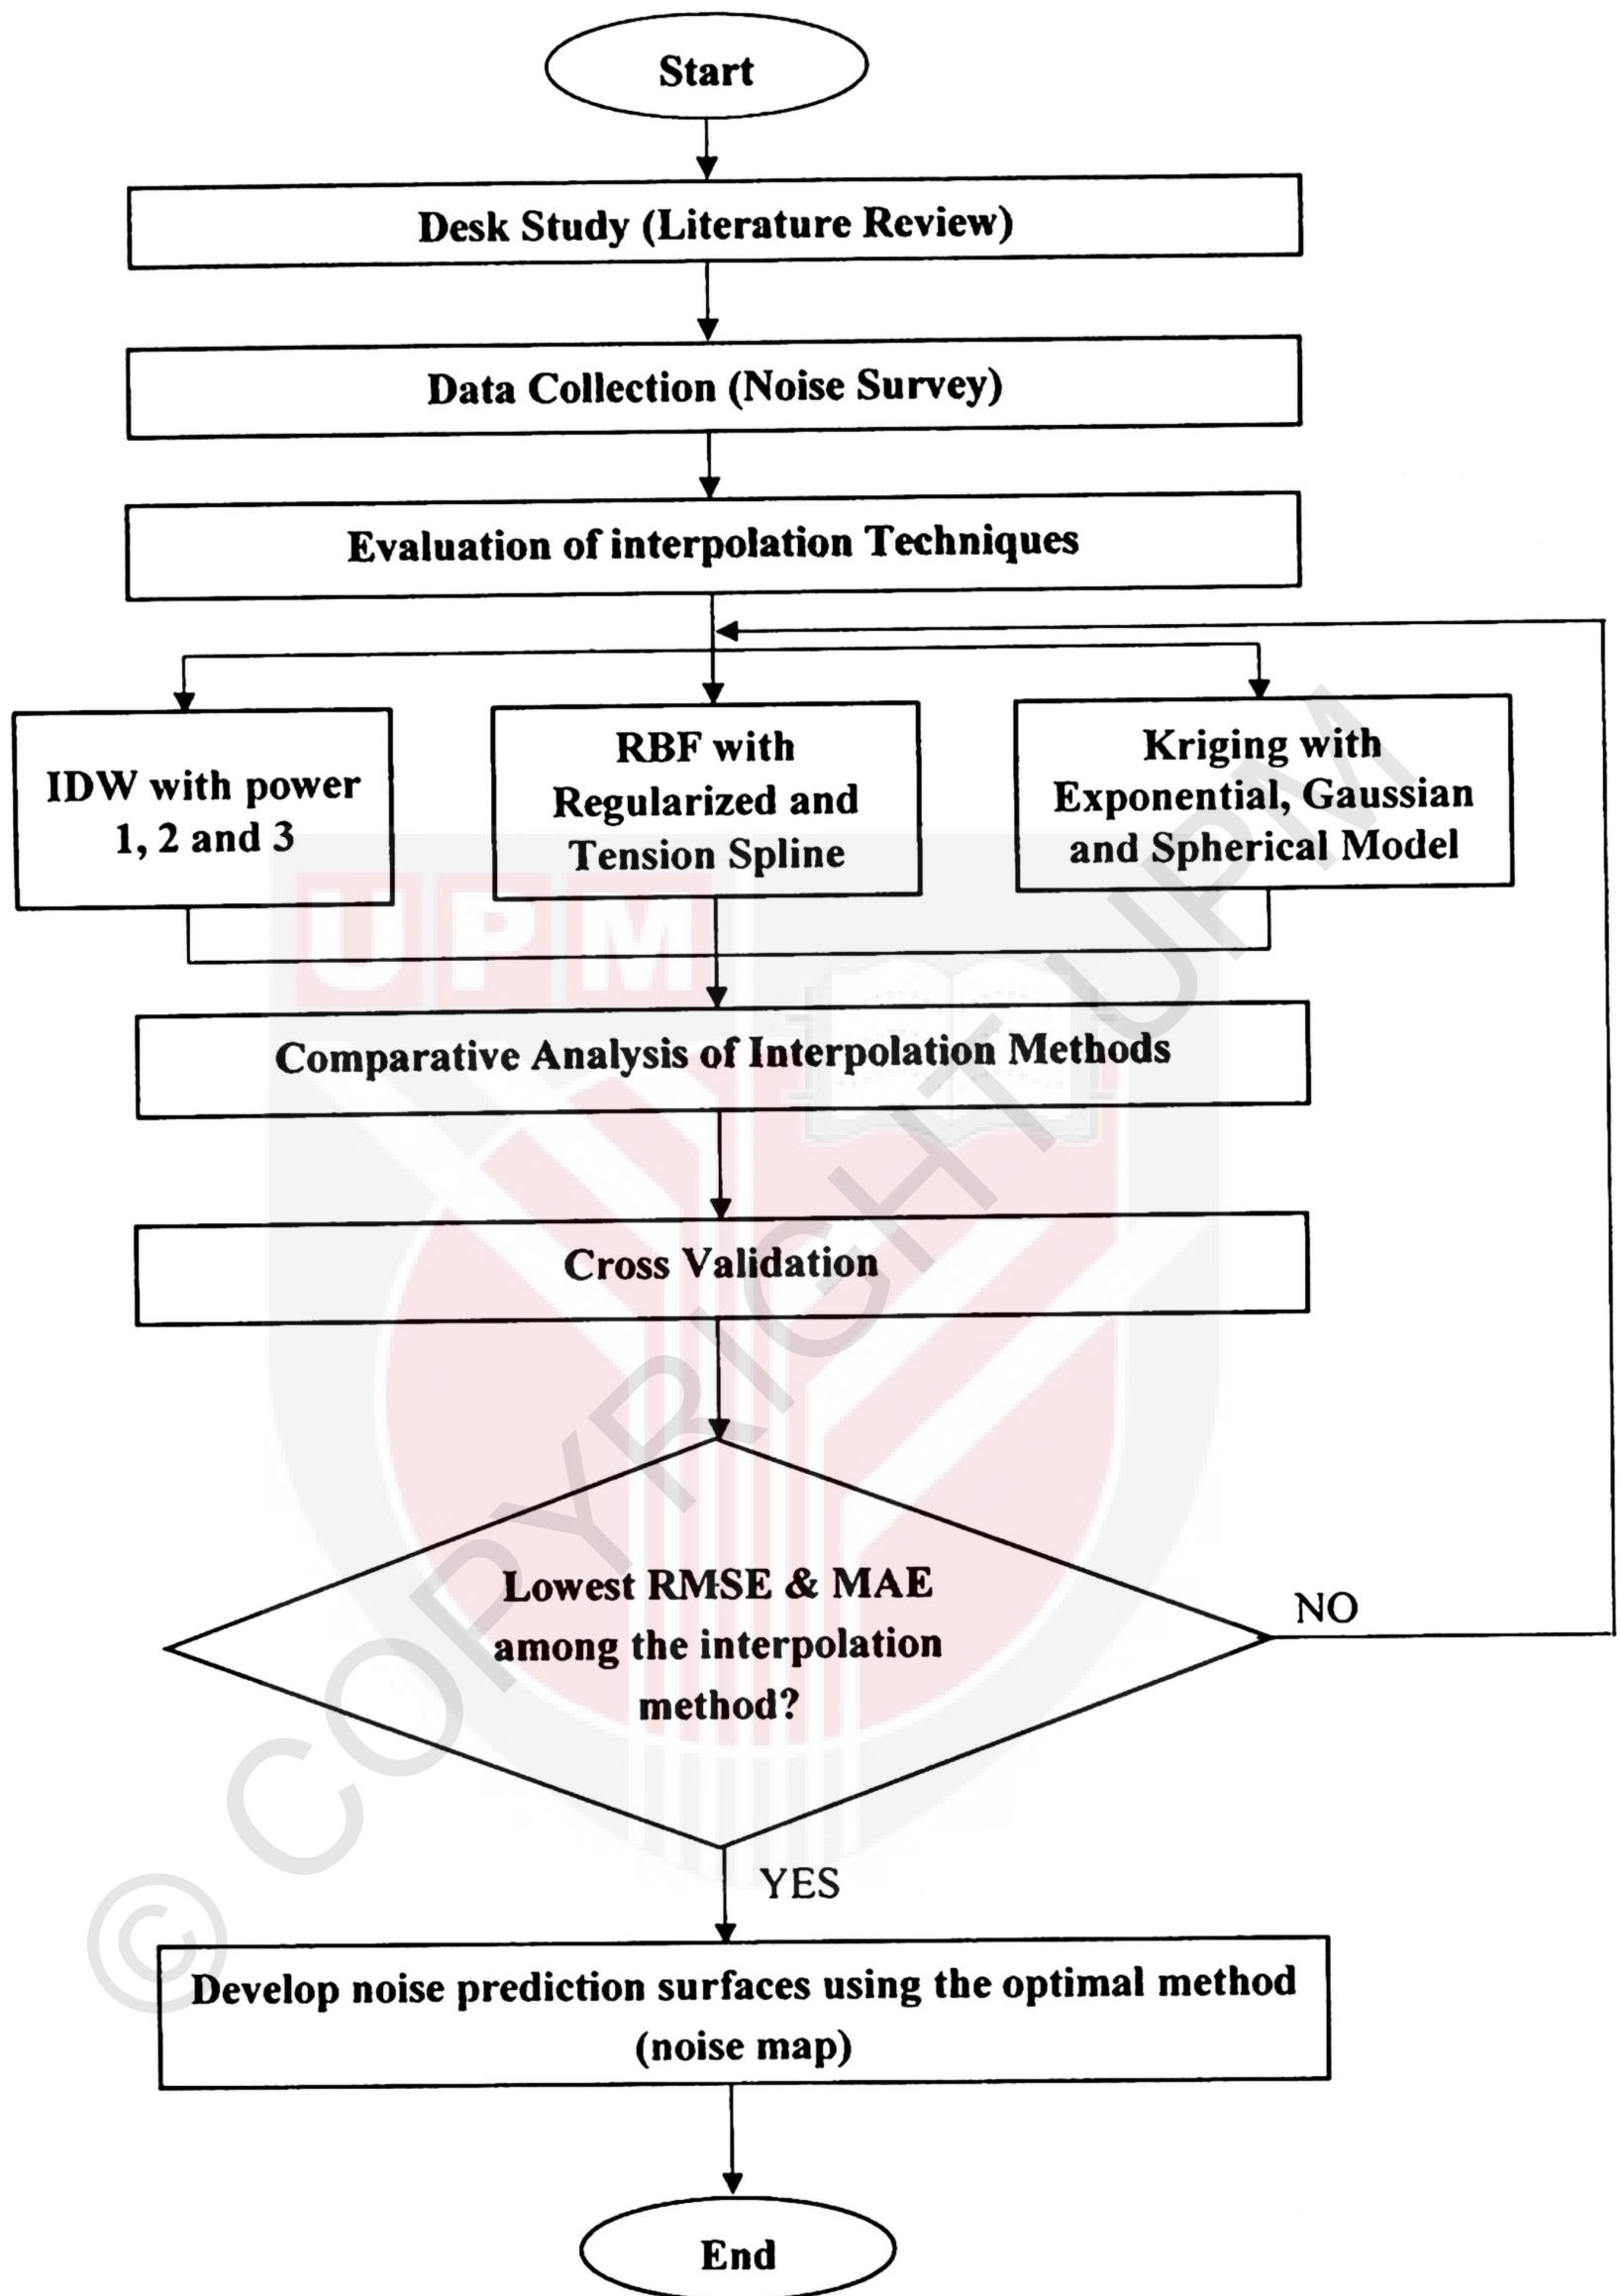 Start
Desk Study (Literature Review)
Data Collection (Noise Survey)
Evaluation of interpolation Techniques
IDW with power
1, 2 and 3
RBF with
Regularized and
Tension Spline
Kriging with
Exponential, Gaussian
and Spherical Model
UPM
Comparative Analysis of Interpolation Methods
Cross Validation
Lowest RMSE & MAE
among the interpolation
method?
NO
YES
Develop noise prediction surfaces using the optimal method
(noise map)
End
© COPYRIGHT UPM